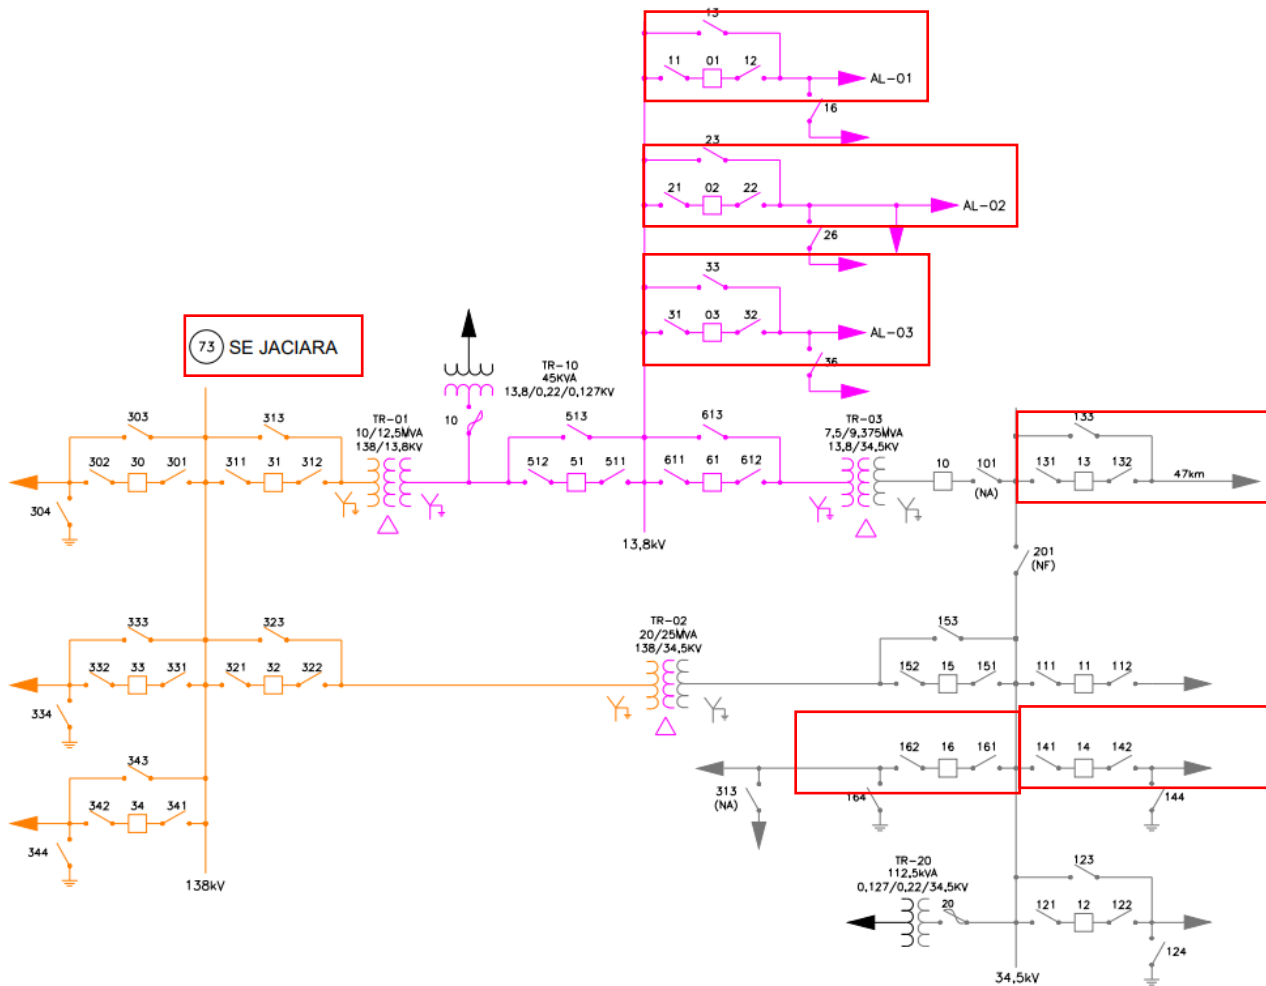 13
11 01 12
AL-01
16
23
21 02 22
AL-02
26
33
31 03 32
AL-03
36
73 SE JACIARA
TR-10
45KVA
13,8/0,22/0,127KV
10
303
313
TR-01
10/12,5MVA
138/13,8KV
513
613
TR-03
7,5/9,375MVA
13,8/34,5KV
133
302 30 301
311 31 312
512 51 511
611 61 612
10 101
(NA)
131 13 132
47km
304
13,8kV
201
(NF)
333
323
TR-02
20/25MVA
138/34,5KV
153
332 33 331
321 32 322
152 15 151
111 11 112
334
343
162 16 161
141 14 142
313
(NA)
164
144
342 34 341
344
138kV
TR-20
112,5kVA
0,127/0,22/34,5KV
20
123
121 12 122
124
34,5kV